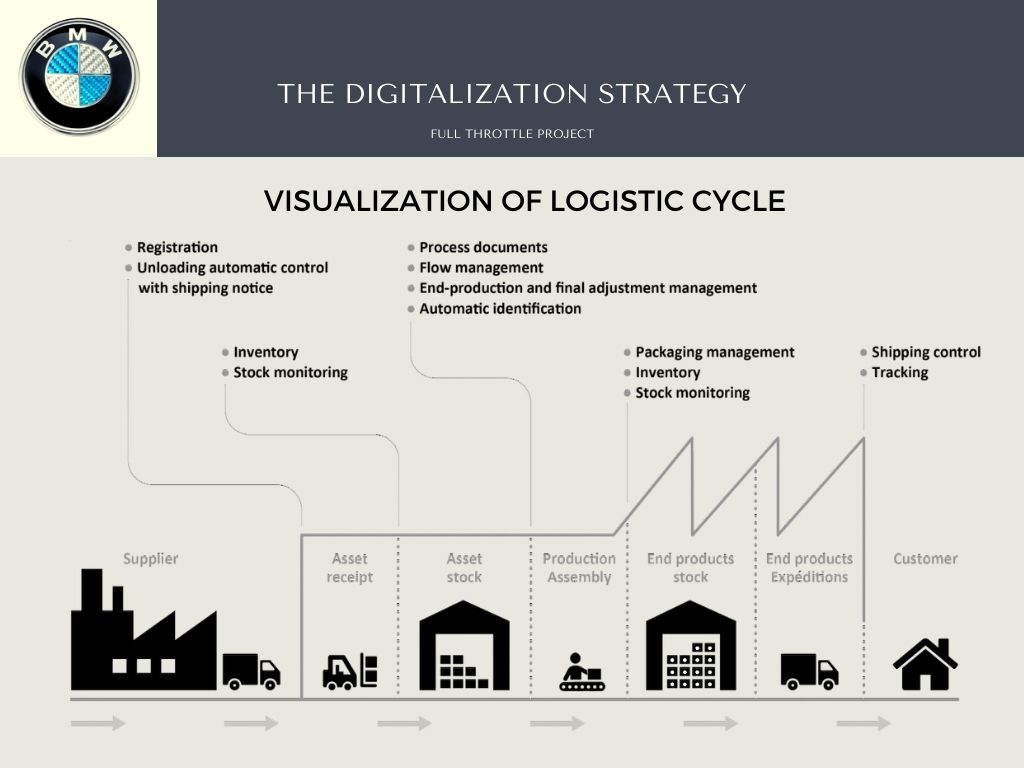 BMW
THE DIGITALIZATION STRATEGY
FULL THROTTLE PROJECT
VISUALIZATION OF LOGISTIC CYCLE
Registration
Unloading automatic control
with shipping notice
Process documents
Flow management
End-production and final adjustment management
Automatic identification
Inventory
Stock monitoring
Packaging management
Inventory
Stock monitoring
Shipping control
Tracking
Supplier
Asset
receipt
Asset
stock
Production
Assembly
End products
stock
End products
Expéditions
Customer